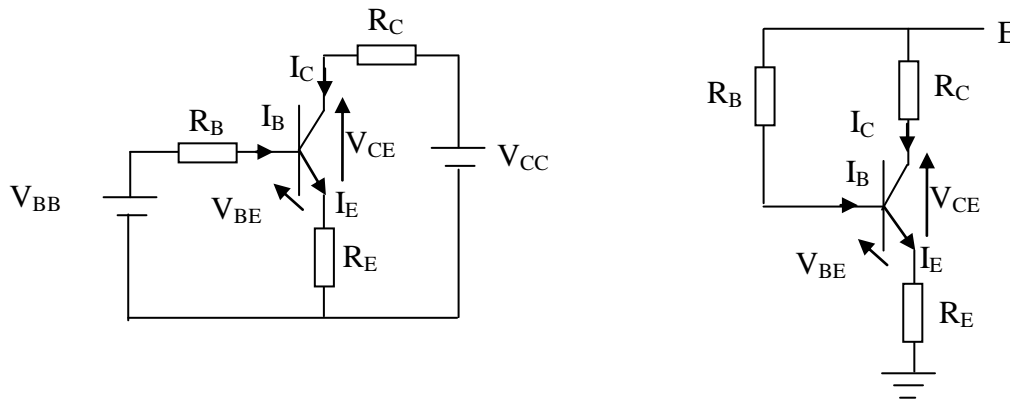 R_C
I_C
R_B
I_B
V_CE
V_CC
V_BB
V_BE
I_E
R_E
E
R_B
R_C
I_C
I_B
V_CE
V_BE
I_E
R_E